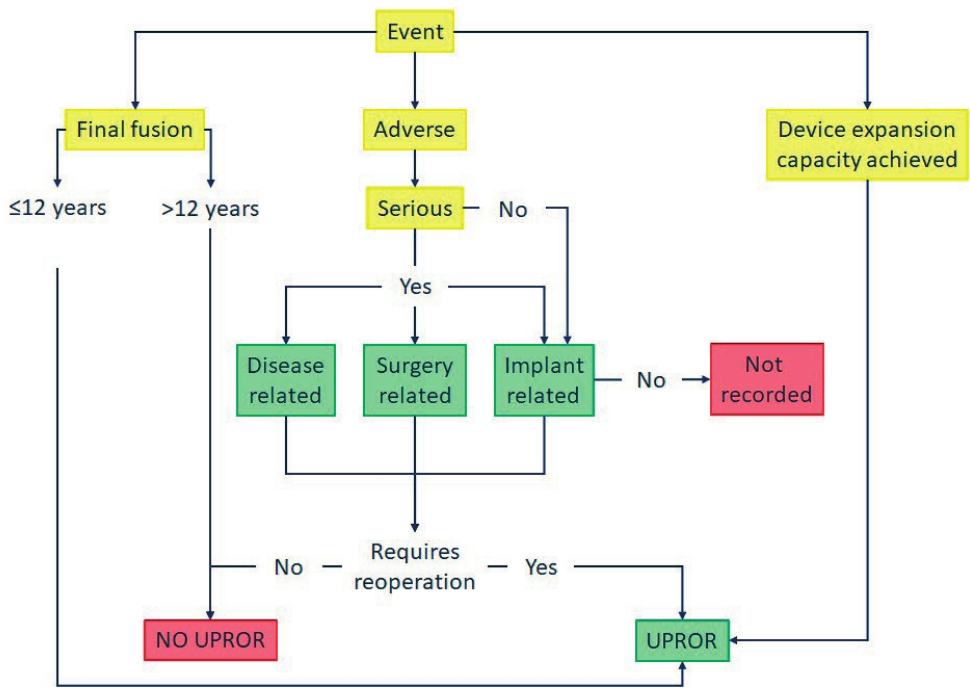 Event
Final fusion
Adverse
Device expansion
capacity achieved
≤12 years
>12 years
Serious
No
Yes
Disease
related
Surgery
related
Implant
related
No
Not
recorded
No
Requires
reoperation
Yes
NO UPROR
UPROR